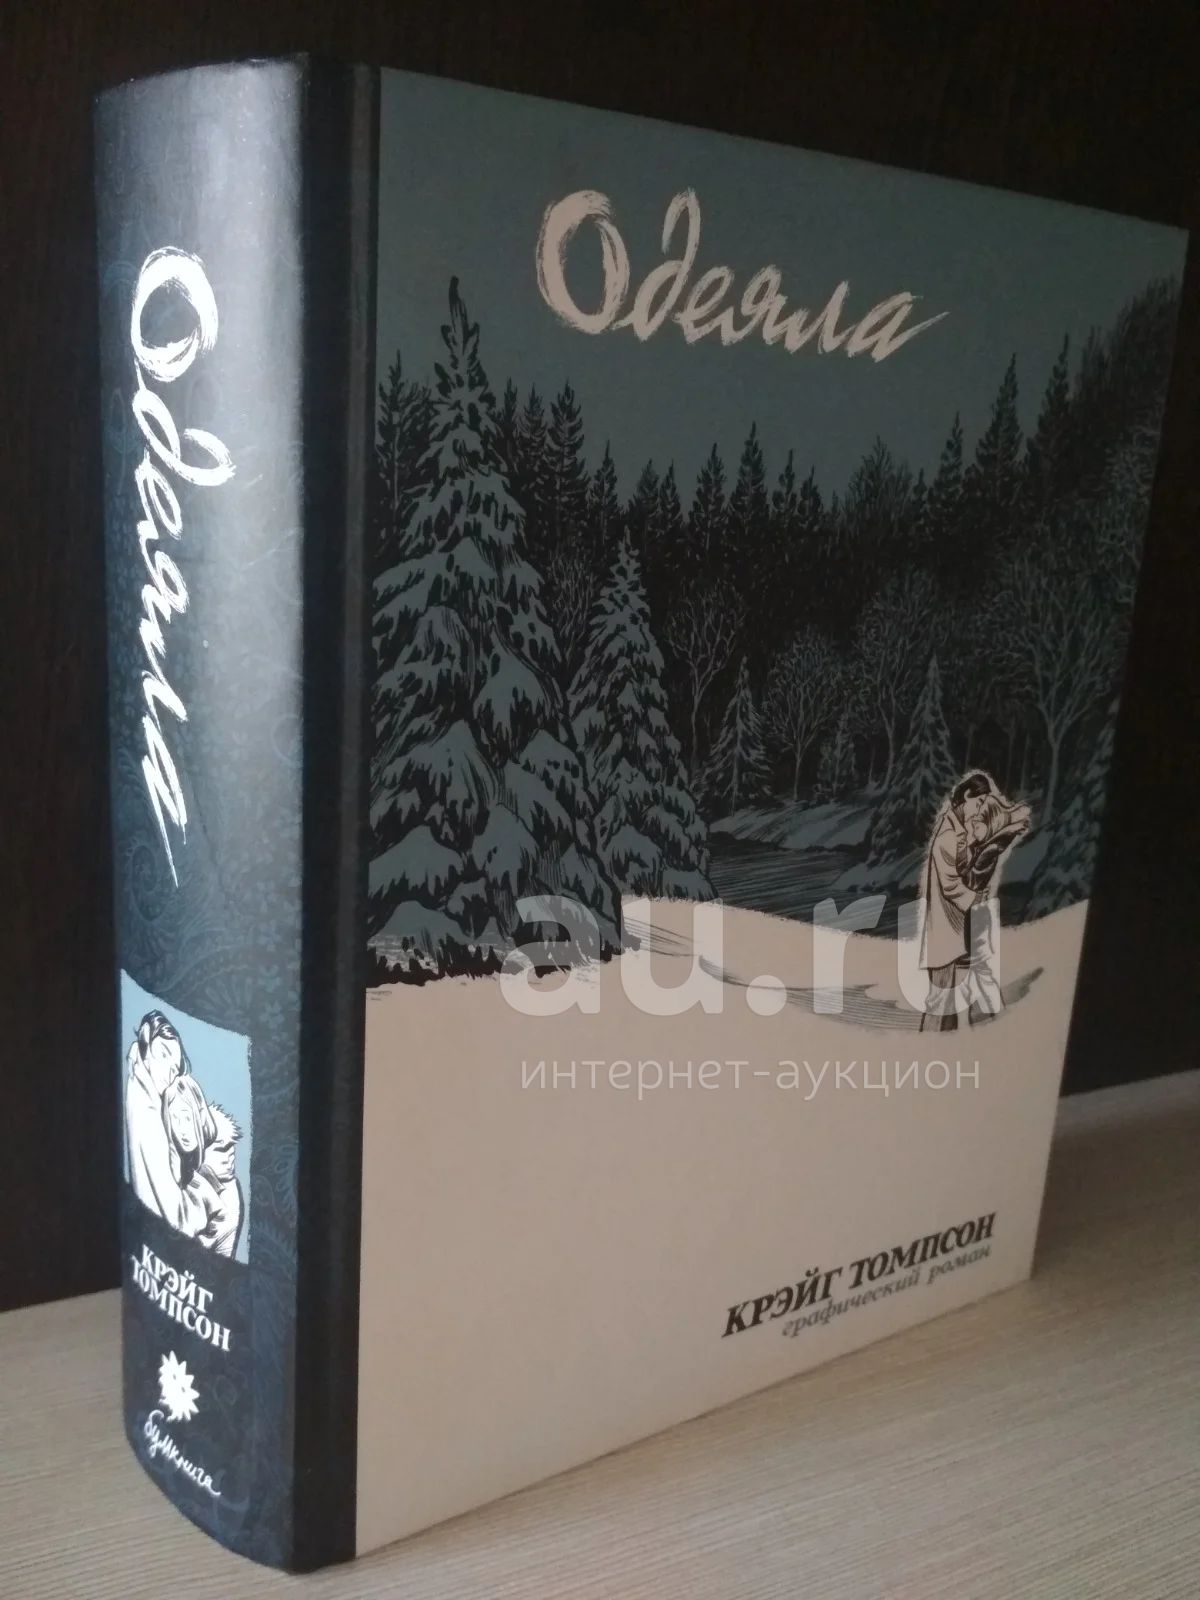 Одеяла
КРЭЙГ
ТОМПСОН
бумкнига
Одеяла
au.ru
интернет-аукцион
КРЭЙГ ТОМПСОН
графический роман